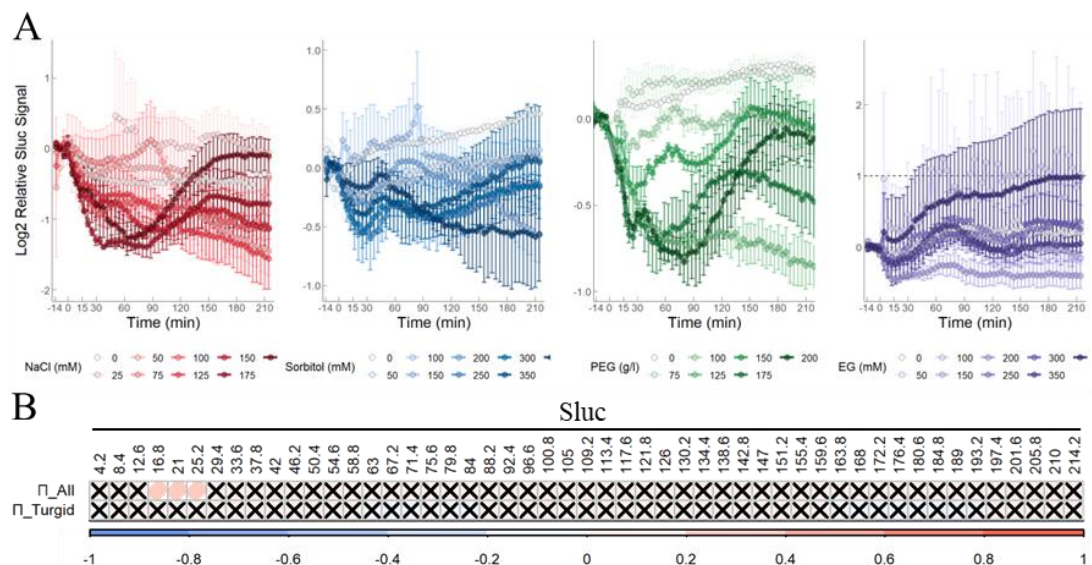 A
Log2 Relative Sluc Signal
1
0
-1
-2
-14 0 15 30 60 90 120 150 180 210
Time (min)
NaCl (mM)
0 50 100 150
25 75 125 175
1.0
0.5
0.0
-0.5
-1.0
-14 0 15 30 60 90 120 150 180 210
Time (min)
Sorbitol (mM)
0 100 200 300
50 150 250 350
0.0
-0.5
-1.0
-14 0 15 30 60 90 120 150 180 210
Time (min)
PEG (g/l)
0 100 150 200
75 125 175
2
1
0
-14 0 15 30 60 90 120 150 180 210
Time (min)
EG (mM)
0 100 200 300
50 150 250 350
B
Sluc
4.2 8.4 12.6 16.8 21 25.2 29.4 33.6 37.8 42 46.2 50.4 54.6 58.8 63 67.2 71.4 75.6 79.8 84 88.2 92.4 96.6 100.8 105 109.2 113.4 117.6 121.8 126 130.2 134.4 138.6 142.8 147 151.2 155.4 159.6 163.8 168 172.2 176.4 180.6 184.8 189 193.2 197.4 201.6 205.8 210 214.2
Π_All
Π_Turgid
-1 -0.8 -0.6 -0.4 -0.2 0 0.2 0.4 0.6 0.8 1